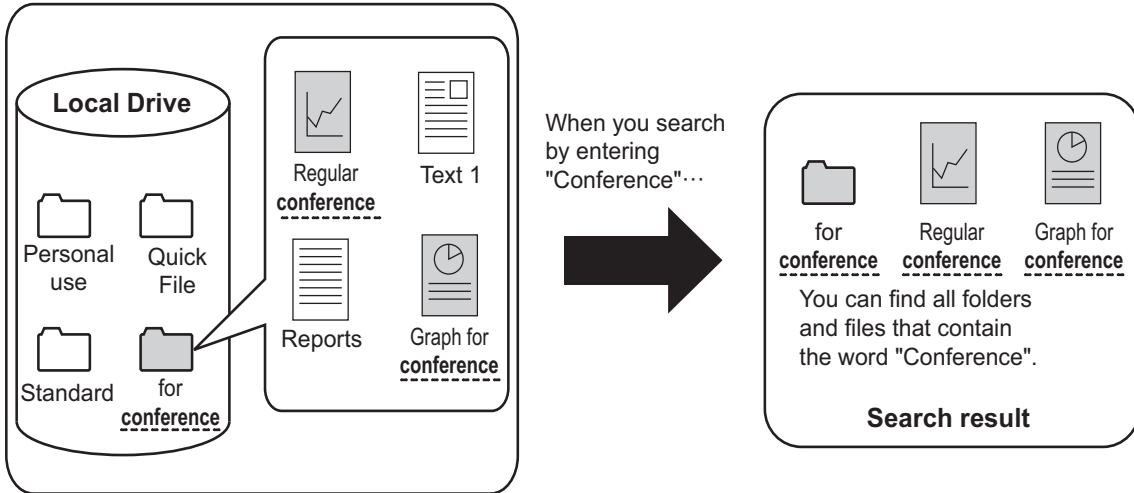 Local Drive
Personal
use
Quick
File
Standard
for
conference
Regular
conference
Text 1
Reports
Graph for
conference
When you search
by entering
"Conference"···
for
conference
Regular
conference
Graph for
conference
You can find all folders
and files that contain
the word "Conference".
Search result